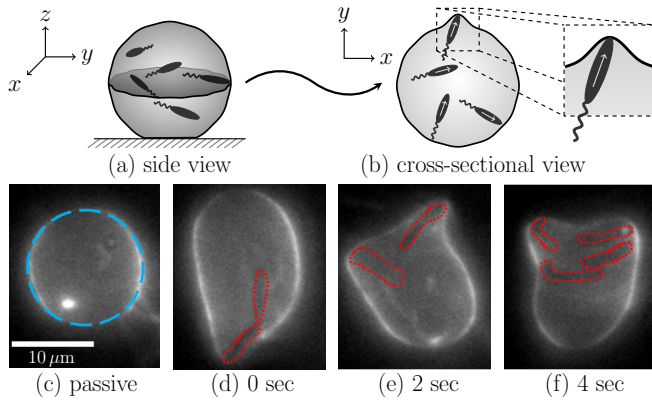 z
y
x
y
x
(a) side view
(b) cross-sectional view
10 μm
(c) passive
(d) 0 sec
(e) 2 sec
(f) 4 sec